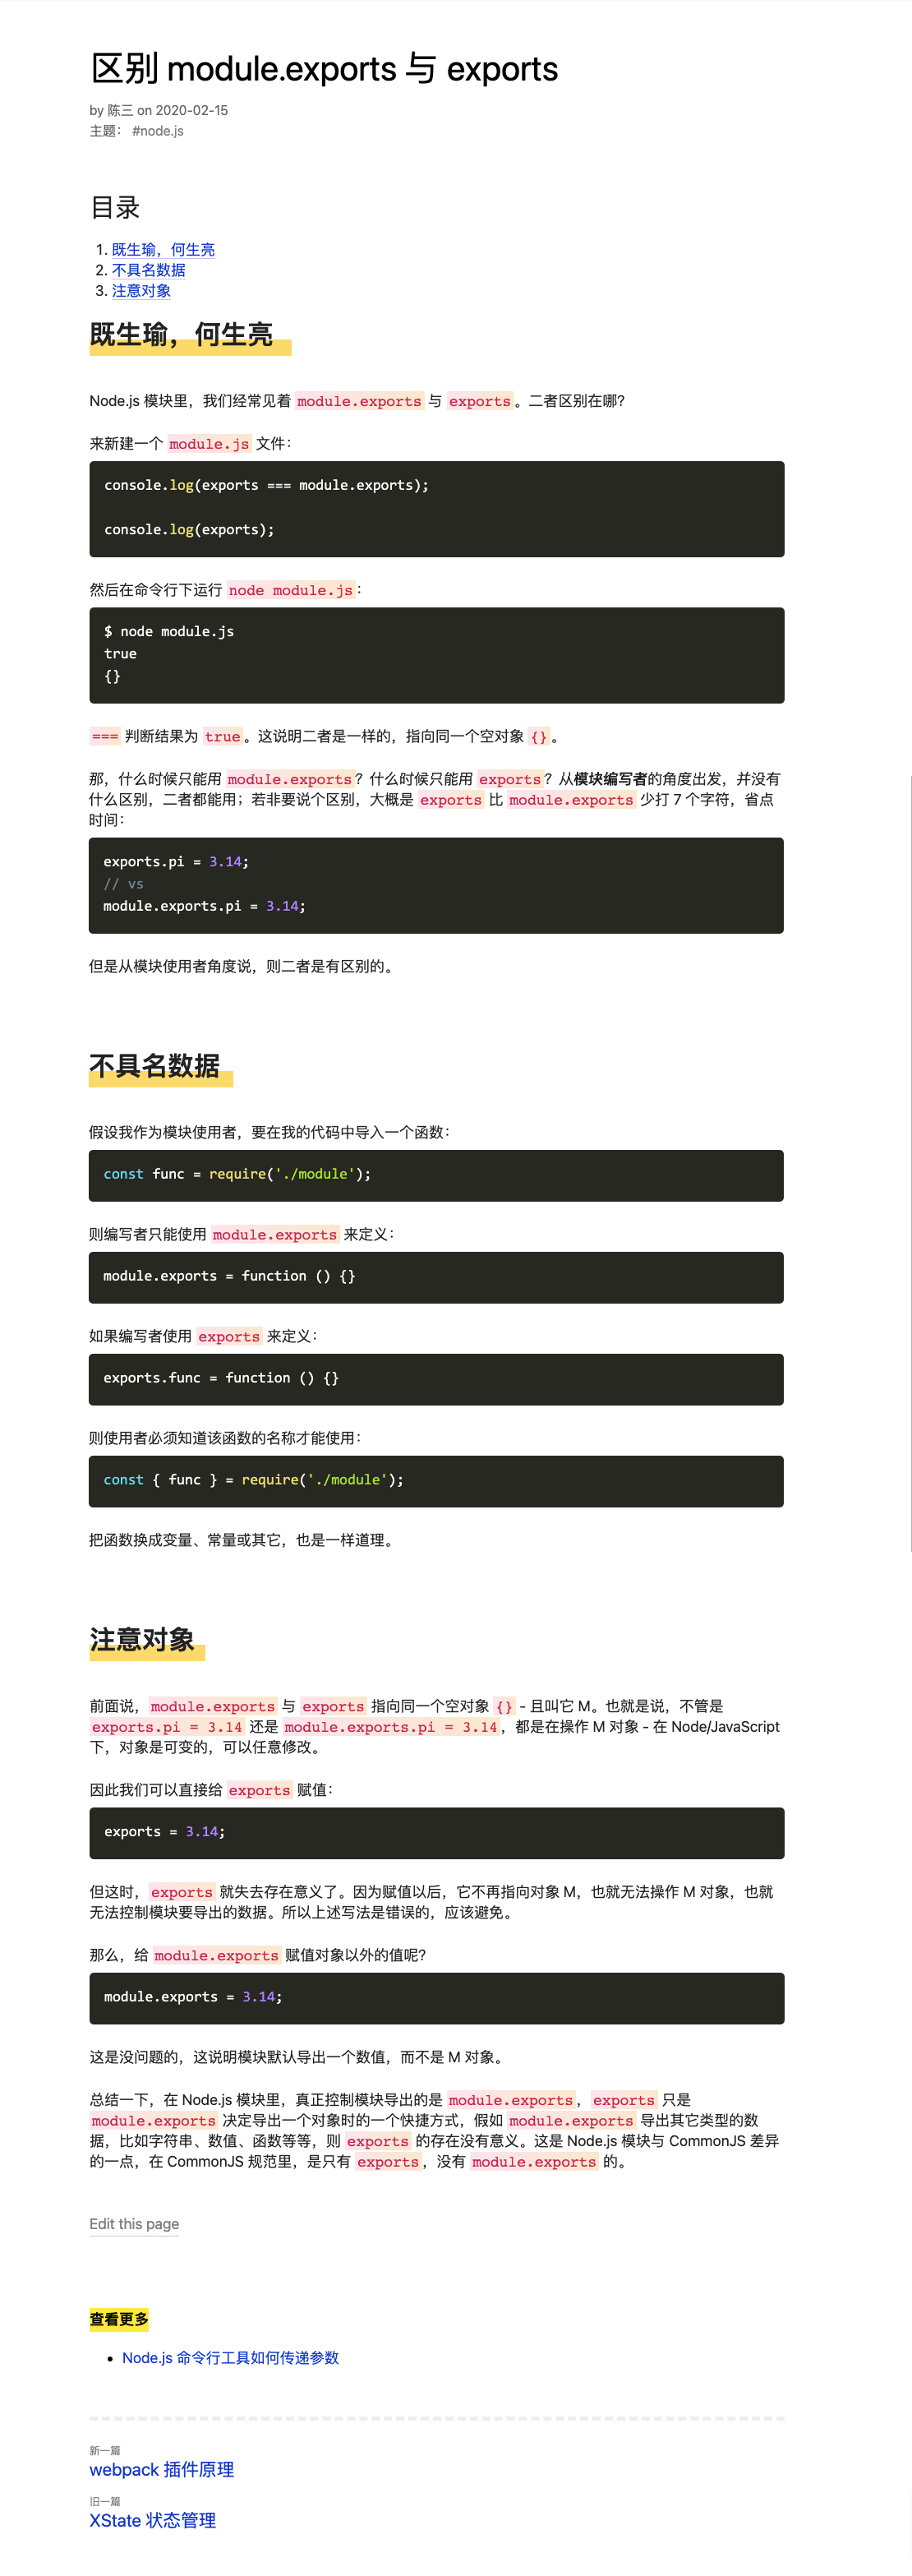 区别 module.exports 与 exports
by 陈三 on 2020-02-15
主题： #node.js
目录
1. 既生瑜，何生亮
2. 不具名数据
3. 注意对象
既生瑜，何生亮
Node.js 模块里，我们经常见着 module.exports 与 exports。二者区别在哪?
来新建一个 module.js 文件：
console.log(exports === module.exports);
console.log(exports);
然后在命令行下运行 node module.js：
$ node module.js
true
{}
=== 判断结果为 true。这说明二者是一样的，指向同一个空对象 {}。
那，什么时候只能用 module.exports？什么时候只能用 exports？从模块编写者的角度出发，并没有
什么区别，二者都能用；若非要说个区别，大概是 exports 比 module.exports 少打 7 个字符，省点
时间：
exports.pi = 3.14;
// vs
module.exports.pi = 3.14;
但是从模块使用者角度说，则二者是有区别的。
不具名数据
假设我作为模块使用者，要在我的代码中导入一个函数：
const func = require('./module');
则编写者只能使用 module.exports 来定义：
module.exports = function () {}
如果编写者使用 exports 来定义：
exports.func = function () {}
则使用者必须知道该函数的名称才能使用：
const { func } = require('./module');
把函数换成变量、常量或其它，也是一样道理。
注意对象
前面说，module.exports 与 exports 指向同一个空对象 {} - 且叫它 M。也就是说，不管是
exports.pi = 3.14 还是 module.exports.pi = 3.14，都是在操作 M 对象 - 在 Node/JavaScript
下，对象是可变的，可以任意修改。
因此我们可以直接给 exports 赋值：
exports = 3.14;
但这时，exports 就失去存在意义了。因为赋值以后，它不再指向对象 M，也就无法操作 M 对象，也就
无法控制模块要导出的数据。所以上述写法是错误的，应该避免。
那么，给 module.exports 赋值对象以外的值呢?
module.exports = 3.14;
这是没问题的，这说明模块默认导出一个数值，而不是 M 对象。
总结一下，在 Node.js 模块里，真正控制模块导出的是 module.exports，exports 只是
module.exports 决定导出一个对象时的一个快捷方式，假如 module.exports 导出其它类型的数
据，比如字符串、数值、函数等等，则 exports 的存在没有意义。这是 Node.js 模块与 CommonJS 差异
的一点，在 CommonJS 规范里，是只有 exports，没有 module.exports 的。
Edit this page
查看更多
• Node.js 命令行工具如何传递参数
新一篇
webpack 插件原理
旧一篇
XState 状态管理